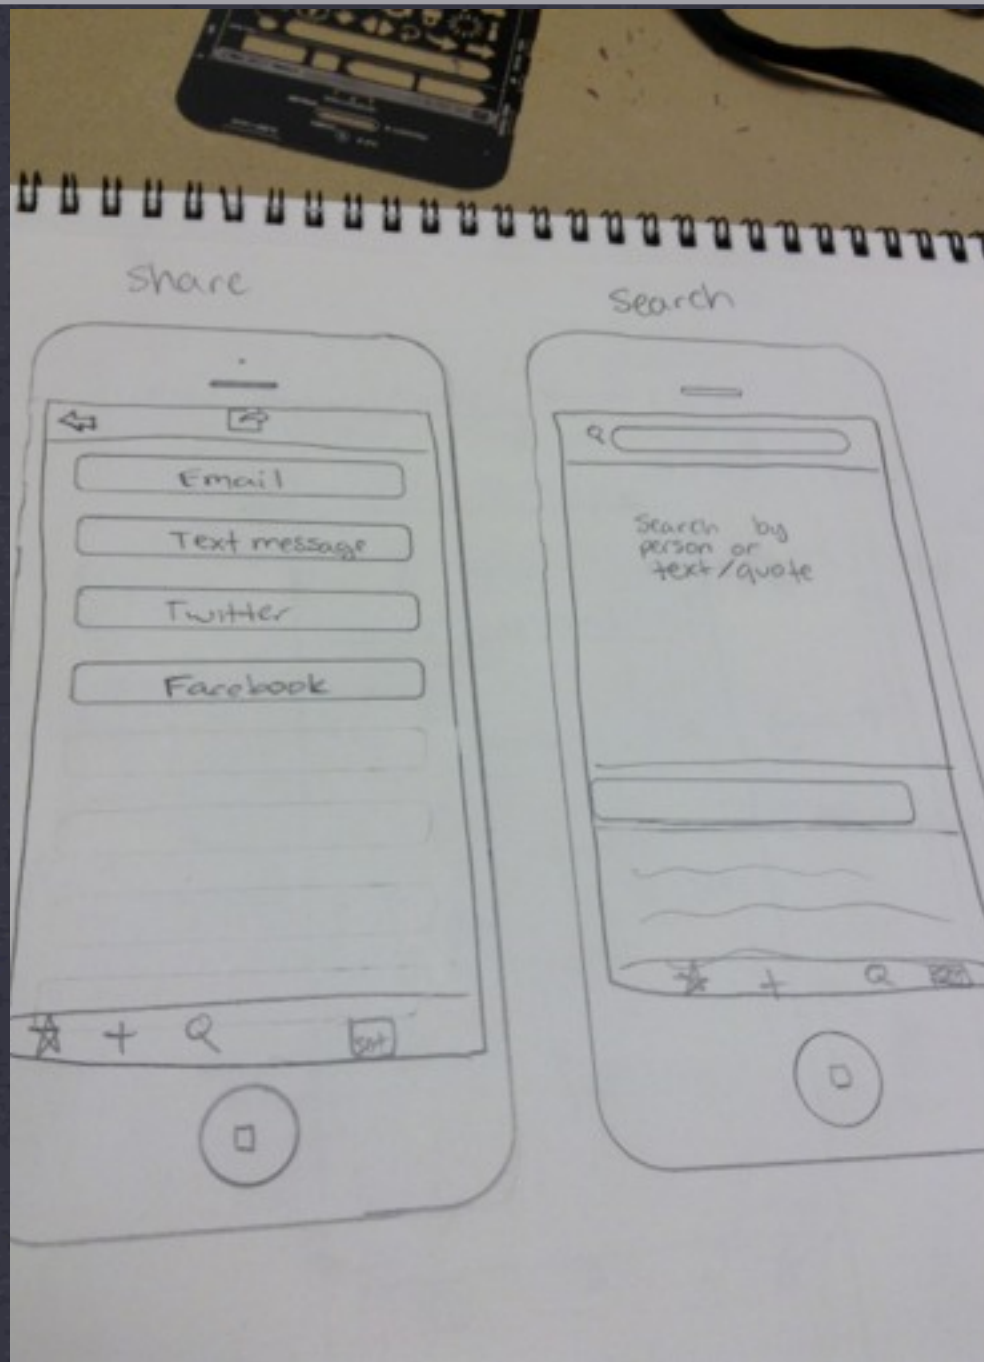 Share
Email
Text message
Twitter
Facebook
Search
Search by
person or
text/quote